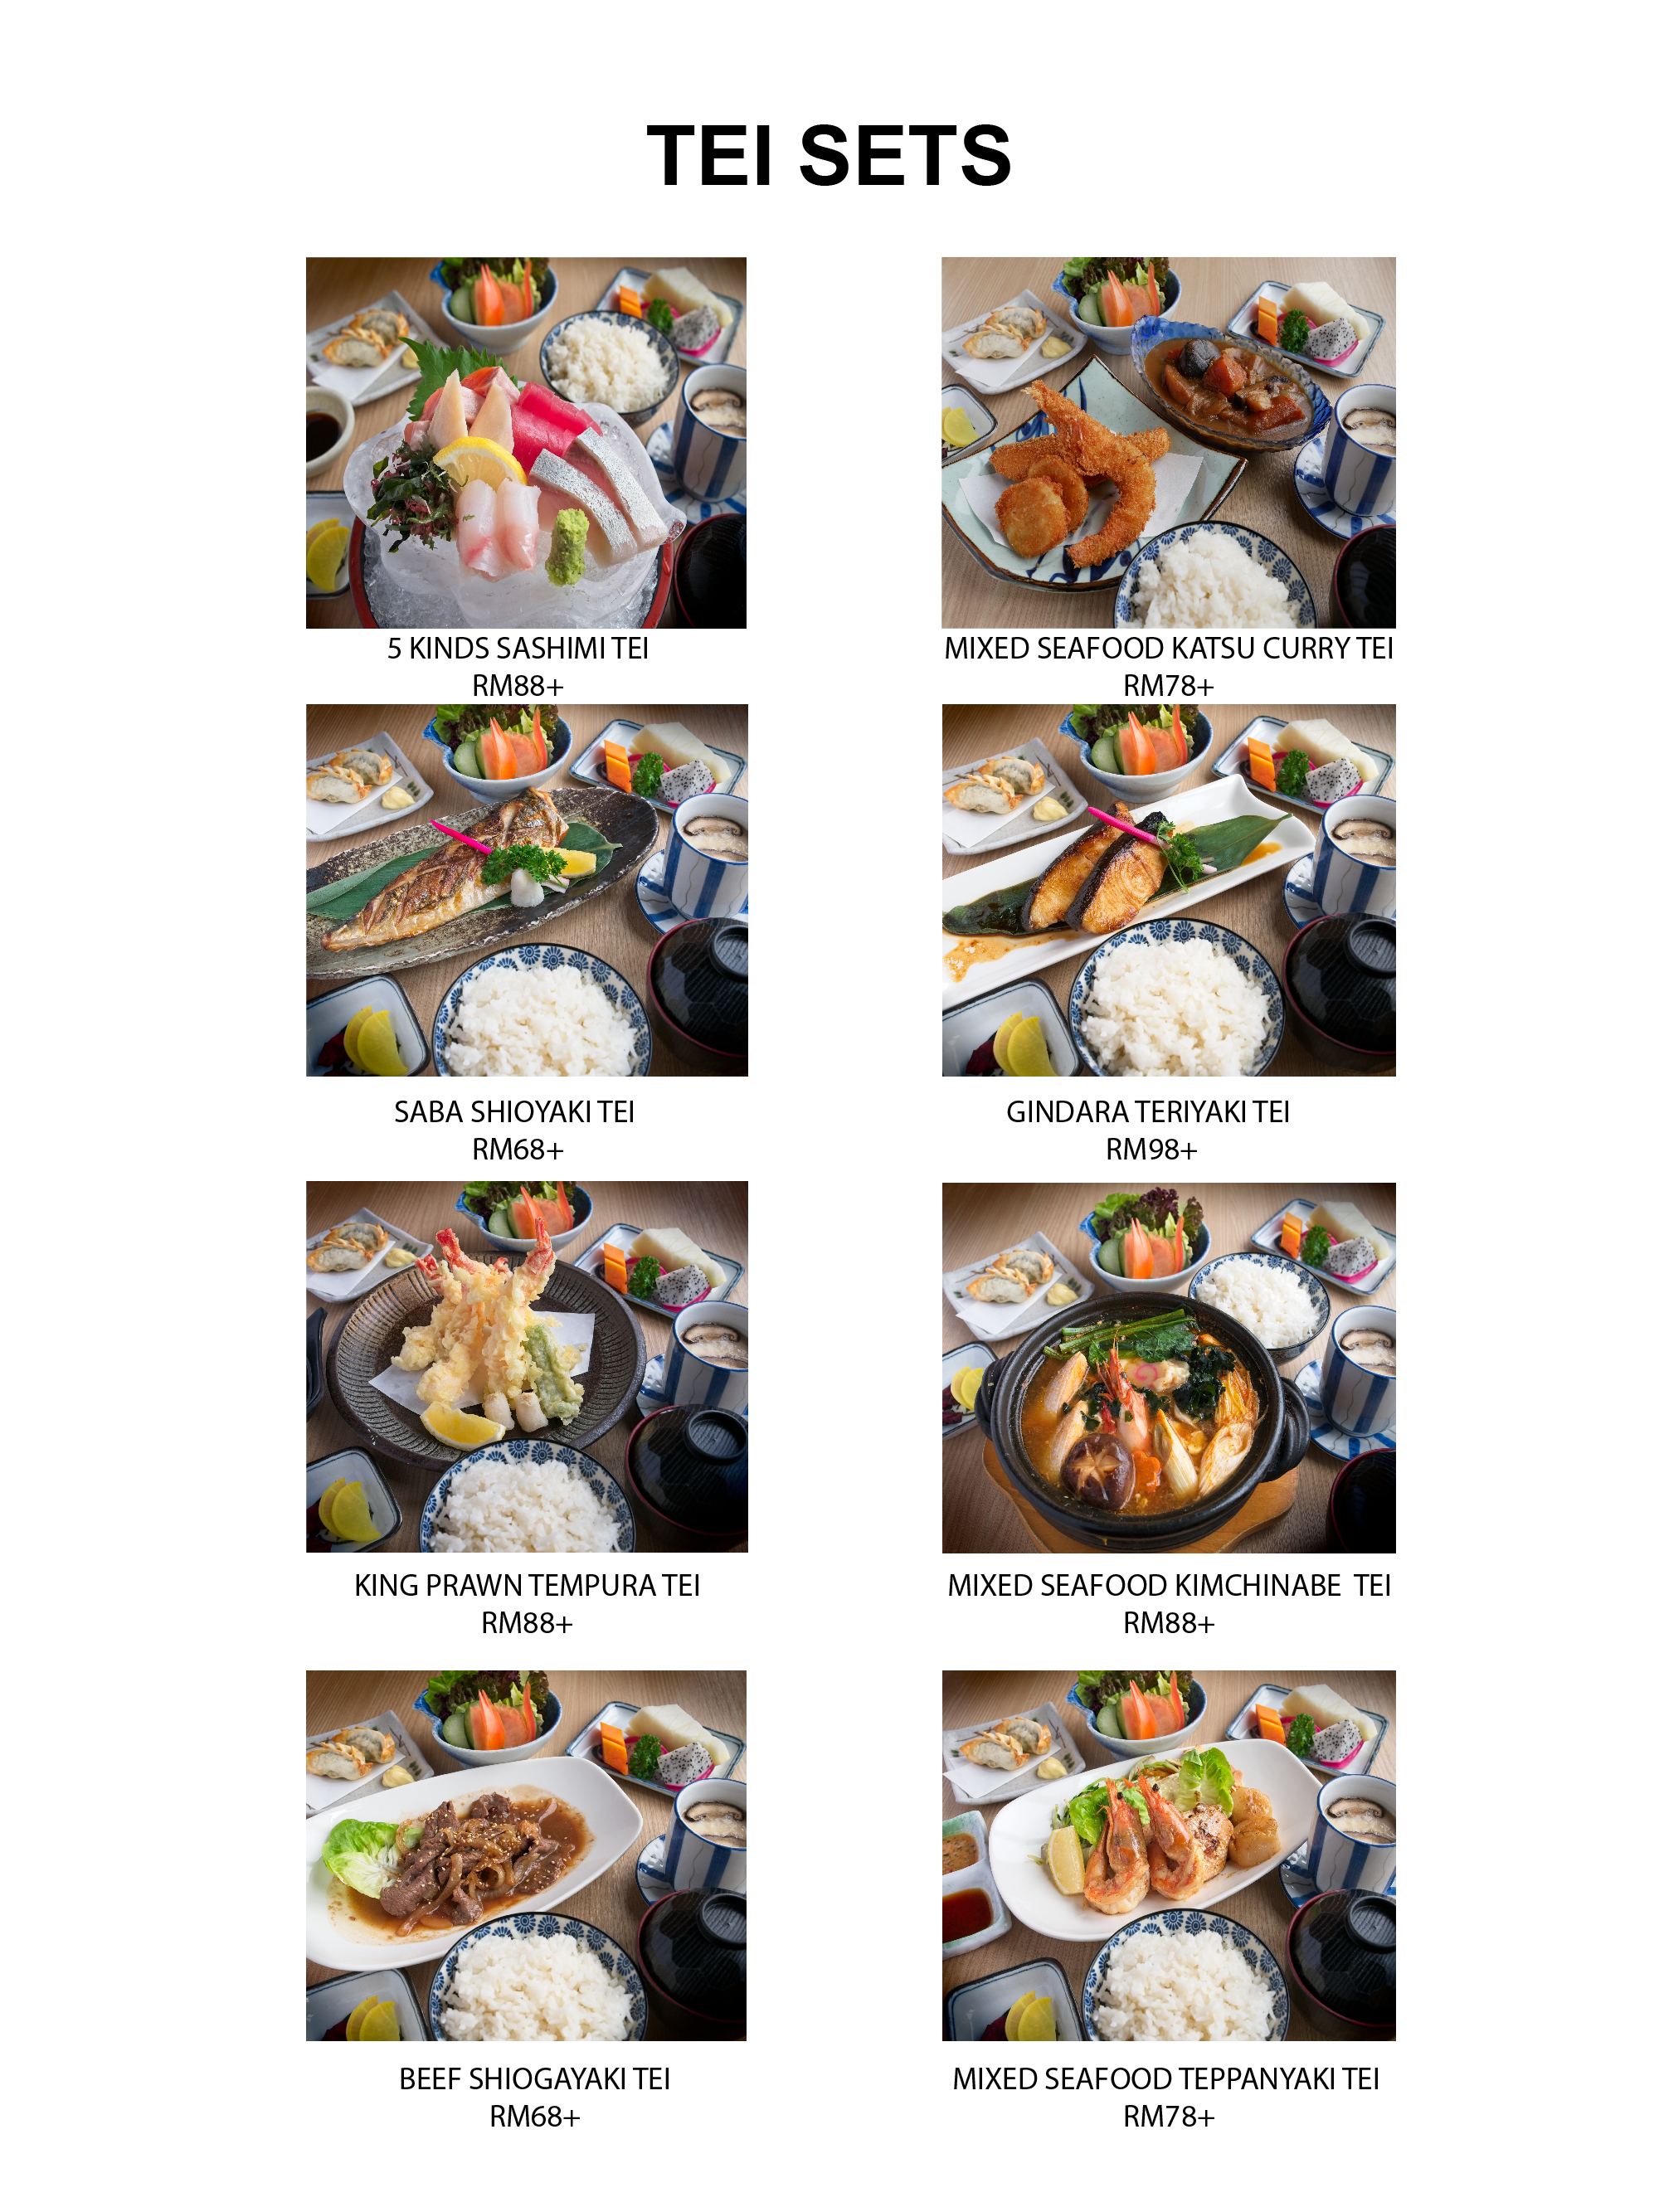 TEI SETS
5 KINDS SASHIMI TEI
RM88+
MIXED SEAFOOD KATSU CURRY TEI
RM78+
SABA SHIOYAKI TEI
RM68+
GINDARA TERIYAKI TEI
RM98+
KING PRAWN TEMPURA TEI
RM88+
MIXED SEAFOOD KIMCHINABE  TEI
RM88+
BEEF SHIOGAYAKI TEI
RM68+
MIXED SEAFOOD TEPPANYAKI TEI
RM78+